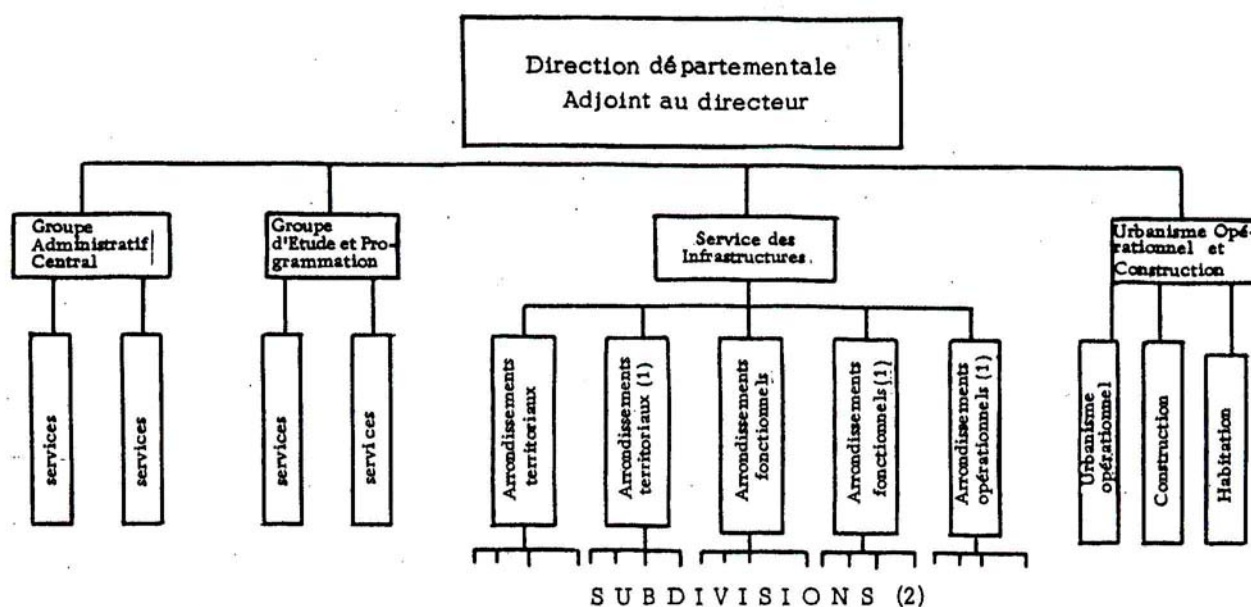 Direction départementale
Adjoint au directeur
Groupe
Administratif
Central
Groupe
d'Etude et Pro-
grammation
Service des
Infrastructures.
Urbanisme Opé-
rationnel et
Construction
services
services
services
services
Arrondissements
territoriaux
Arrondissements
territoriaux (1)
Arrondissements
fonctionnels
Arrondissements
fonctionnels (1)
Arrondissements
opérationnels (1)
Urbanisme
opérationnel
Construction
Habitation
SUBDIVISIONS (2)